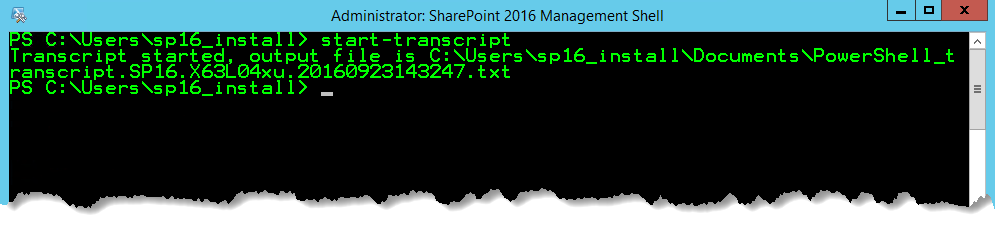 Administrator: SharePoint 2016 Management Shell
PS C:\Users\sp16_install> start-transcript
Transcript started, output file is C:\Users\sp16_install\Documents\PowerShell_t
ranscript.SP16.X63L04xu.20160923143247.txt
PS C:\Users\sp16_install> _